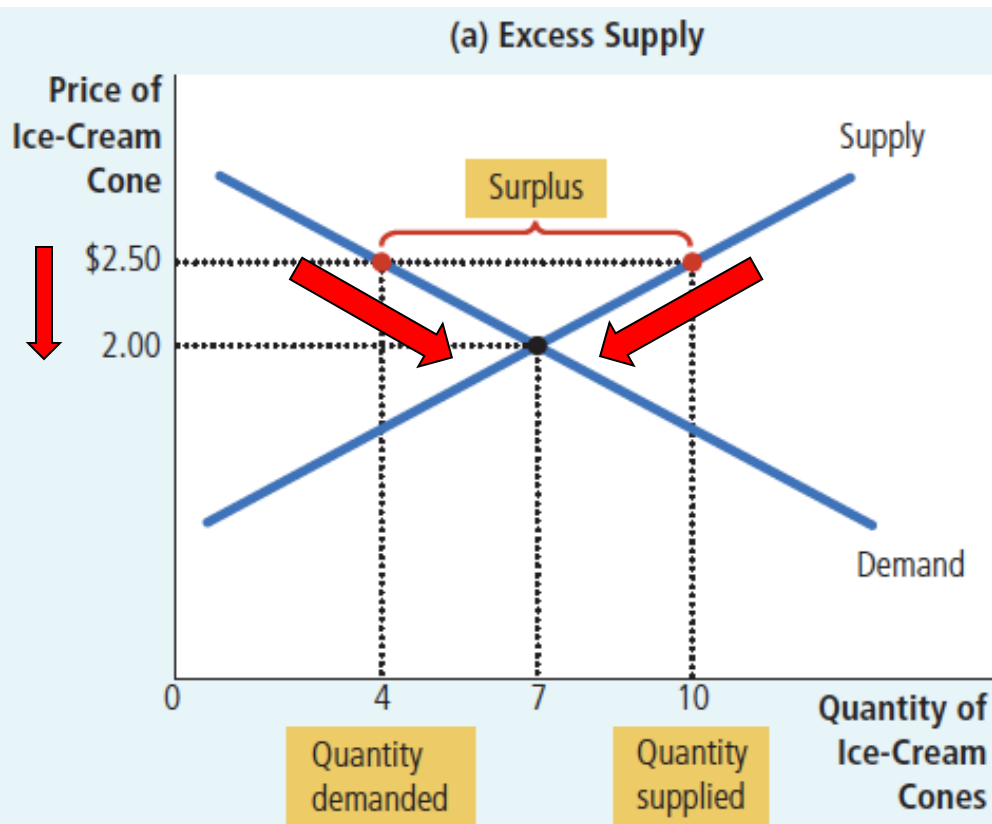 (a) Excess Supply
Price of
Ice-Cream
Cone
Supply
Surplus
$2.50
2.00
Demand
0
4
7
10
Quantity of
Ice-Cream
Cones
Quantity
demanded
Quantity
supplied